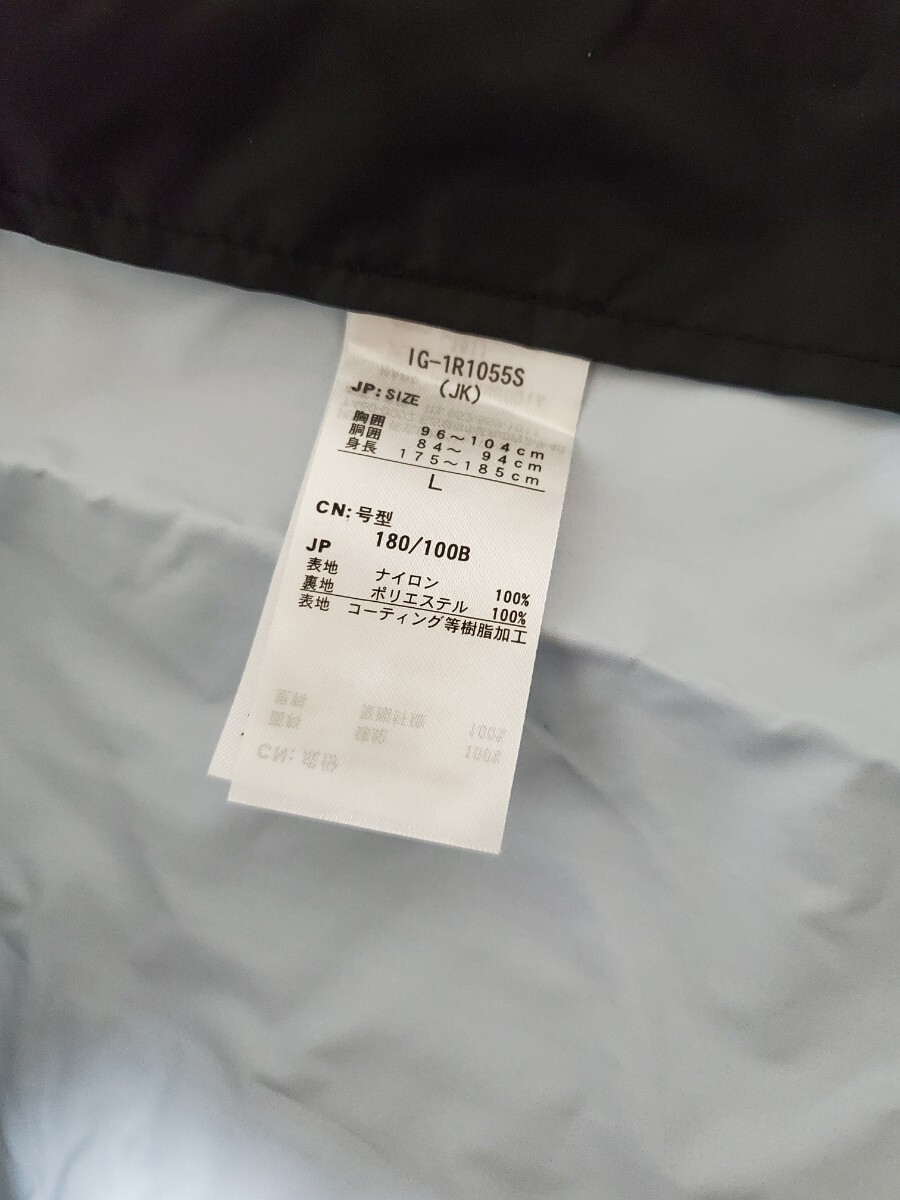 IG-1R1055S
(JK)
JP: SIZE
胸囲 96〜104cm
胴囲 84〜 94cm
身長 175〜185cm
L
CN: 号型
180/100B
JP
表地 ナイロン 100%
裏地 ポリエステル 100%
表地 コーティング等樹脂加工